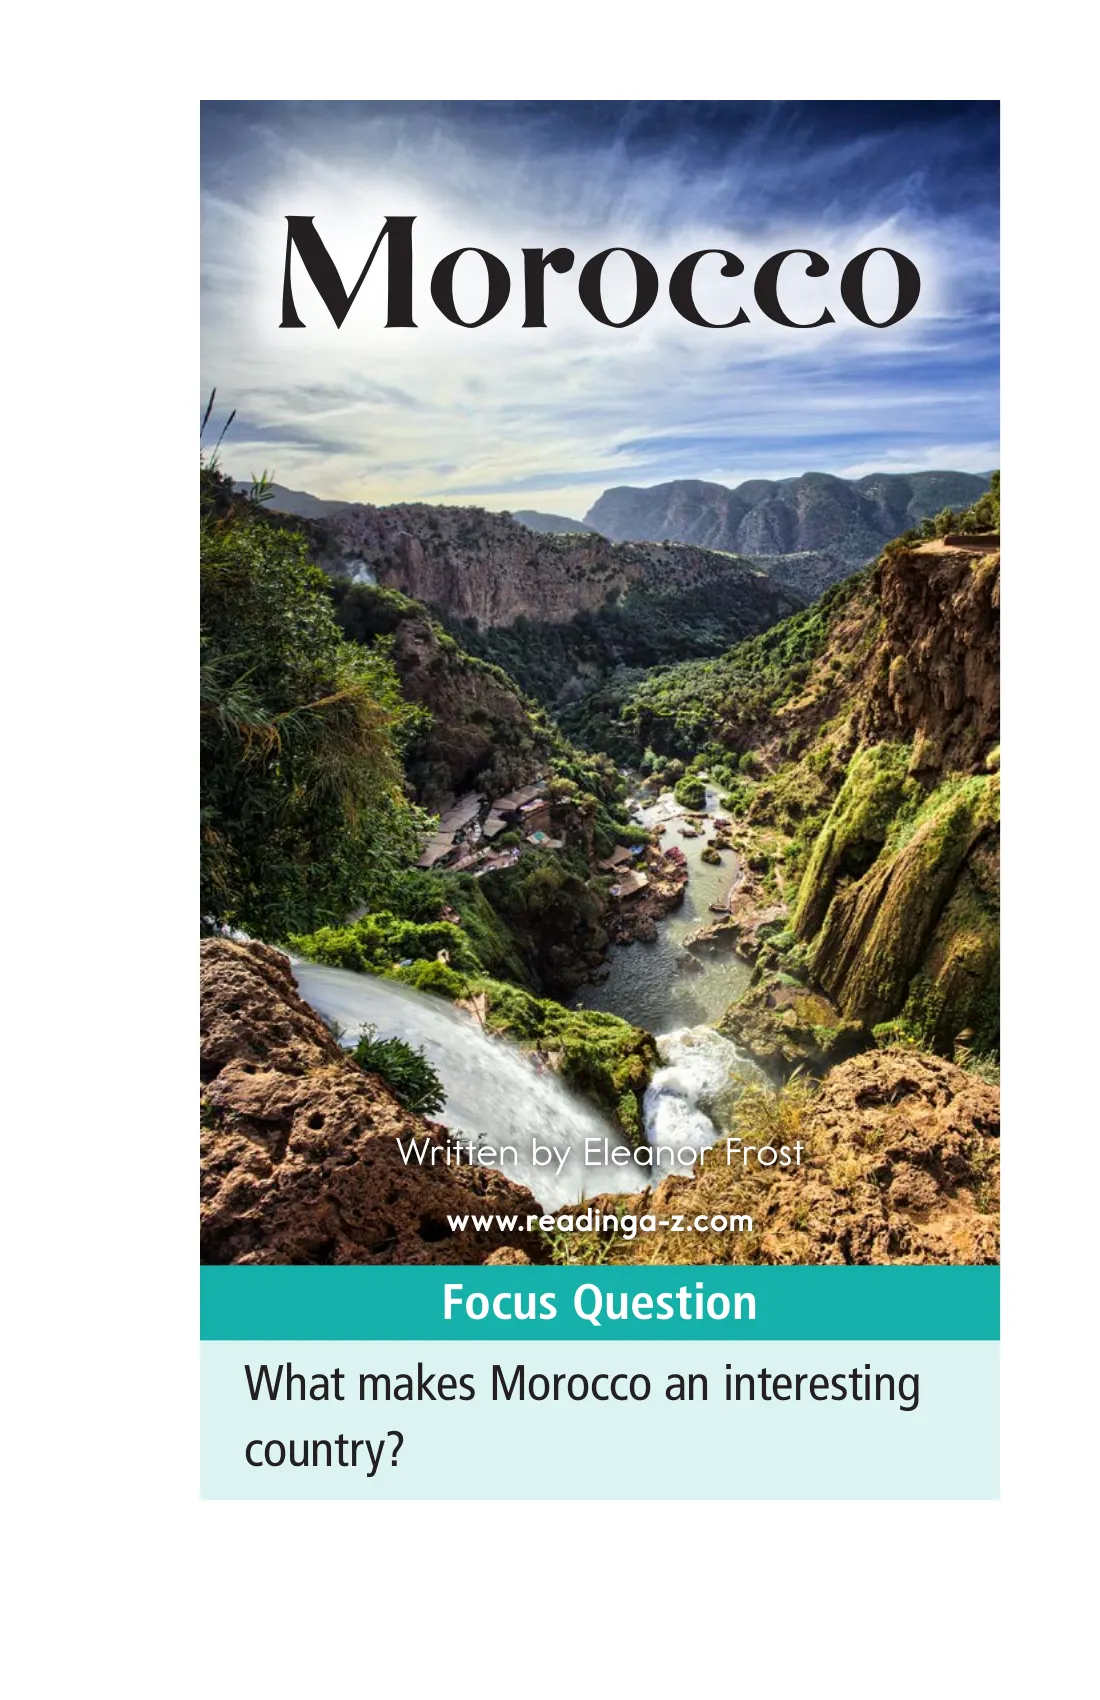 Morocco
Written by Eleanor Frost
www.readinga-z.com
Focus Question
What makes Morocco an interesting
country?